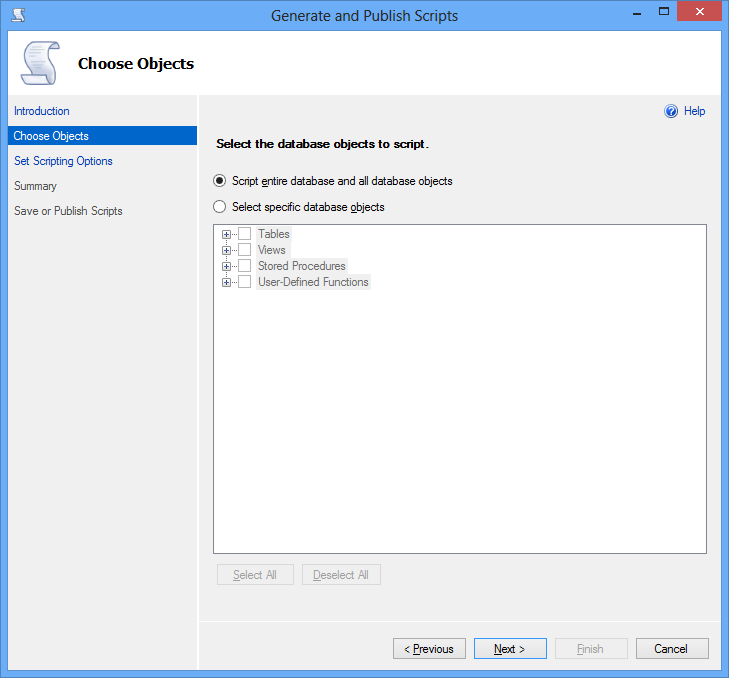 Generate and Publish Scripts
Choose Objects
Introduction
Choose Objects
Set Scripting Options
Summary
Save or Publish Scripts
Help
Select the database objects to script.
Script entire database and all database objects
Select specific database objects
Tables
Views
Stored Procedures
User-Defined Functions
Select All
Deselect All
< Previous
Next >
Finish
Cancel